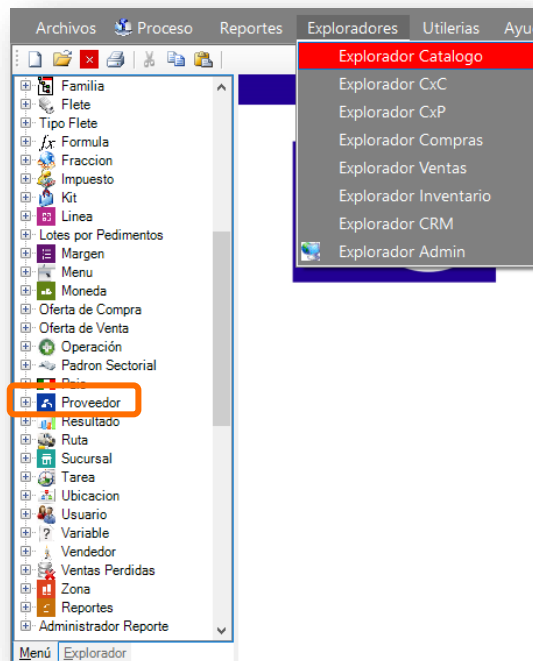 Archivos Proceso Reportes Exploradores Utilerias Ayu
Explorador Catalogo
Explorador CxC
Explorador CxP
Explorador Compras
Explorador Ventas
Explorador Inventario
Explorador CRM
Explorador Admin
Familia
Flete
Tipo Flete
fx Formula
Fraccion
Impuesto
Kit
Linea
Lotes por Pedimentos
Margen
Menu
Moneda
Oferta de Compra
Oferta de Venta
Operación
Padron Sectorial
Pais
Proveedor
Resultado
Ruta
Sucursal
Tarea
Ubicacion
Usuario
? Variable
Vendedor
Ventas Perdidas
Zona
Reportes
Administrador Reporte
Menú Explorador